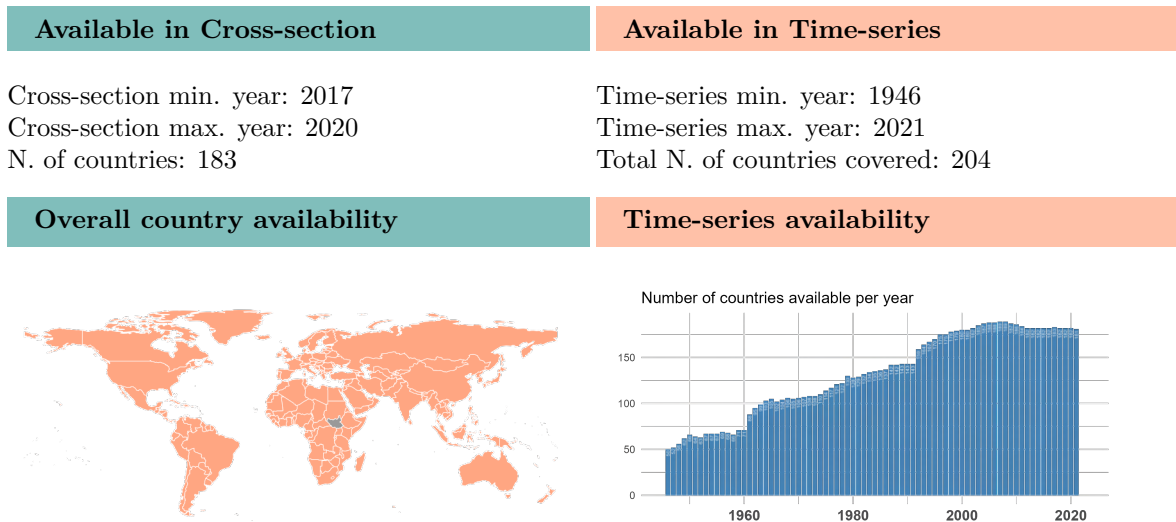 Available in Cross-section
Available in Time-series
Cross-section min. year: 2017
Cross-section max. year: 2020
N. of countries: 183
Time-series min. year: 1946
Time-series max. year: 2021
Total N. of countries covered: 204
Overall country availability
Time-series availability
Number of countries available per year
150
100
50
0
1960 1980 2000 2020